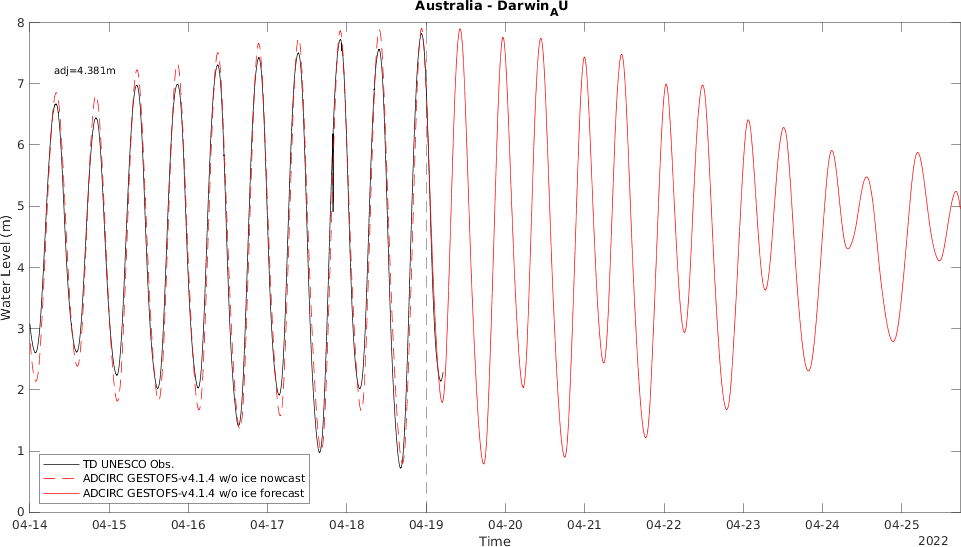 Australia - Darwin_AU
adj=4.381m
Water Level (m)
8
7
6
5
4
3
2
1
0
TD UNESCO Obs.
ADCIRC GESTOFS-v4.1.4 w/o ice nowcast
ADCIRC GESTOFS-v4.1.4 w/o ice forecast
04-14 04-15 04-16 04-17 04-18 04-19 04-20 04-21 04-22 04-23 04-24 04-25
Time
2022